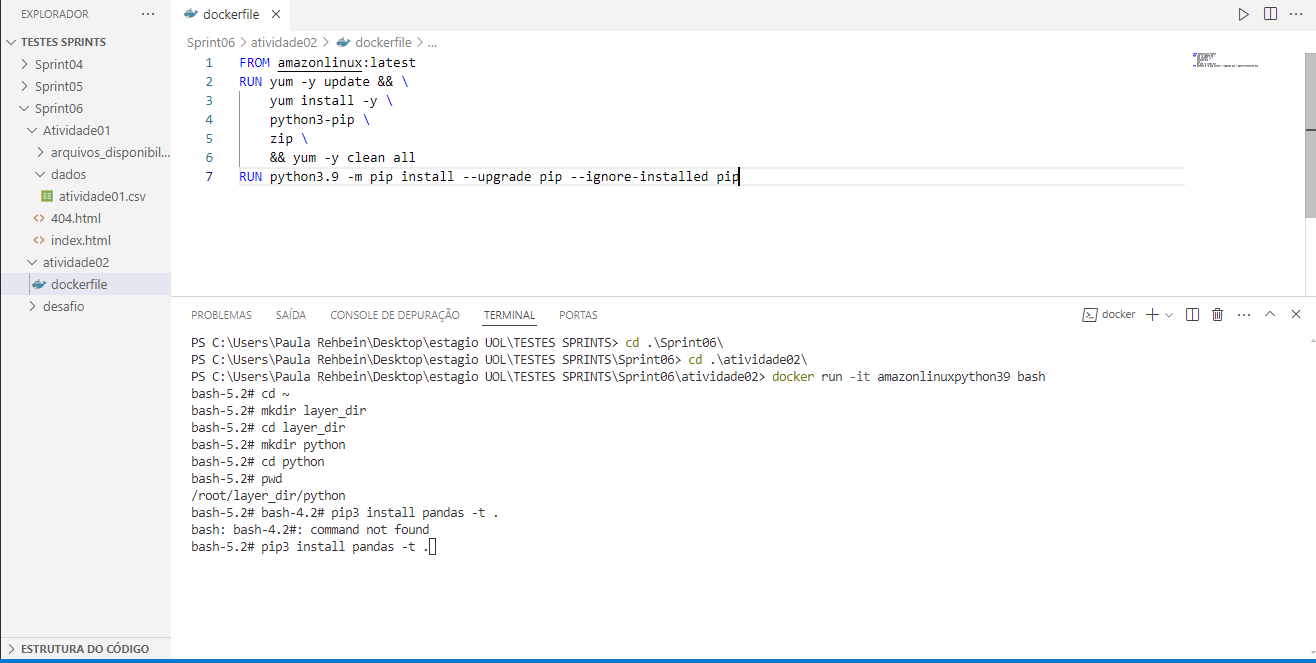 EXPLORADOR ...
TESTES SPRINTS
Sprint04
Sprint05
Sprint06
Atividade01
arquivos_disponibil...
dados
atividade01.csv
404.html
index.html
atividade02
dockerfile
desafio
ESTRUTURA DO CÓDIGO
dockerfile
Sprint06 > atividade02 > dockerfile > ...
1 FROM amazonlinux:latest
2 RUN yum -y update && \
3 yum install -y \
4 python3-pip \
5 zip \
6 && yum -y clean all
7 RUN python3.9 -m pip install --upgrade pip --ignore-installed pip
PROBLEMAS SAÍDA CONSOLE DE DEPURAÇÃO TERMINAL PORTAS docker
PS C:\Users\Paula Rehbein\Desktop\estagio UOL\TESTES SPRINTS> cd .\Sprint06\
PS C:\Users\Paula Rehbein\Desktop\estagio UOL\TESTES SPRINTS\Sprint06> cd .\atividade02\
PS C:\Users\Paula Rehbein\Desktop\estagio UOL\TESTES SPRINTS\Sprint06\atividade02> docker run -it amazonlinuxpython39 bash
bash-5.2# cd ~
bash-5.2# mkdir layer_dir
bash-5.2# cd layer_dir
bash-5.2# mkdir python
bash-5.2# cd python
bash-5.2# pwd
/root/layer_dir/python
bash-5.2# bash-4.2# pip3 install pandas -t .
bash: bash-4.2#: command not found
bash-5.2# pip3 install pandas -t .